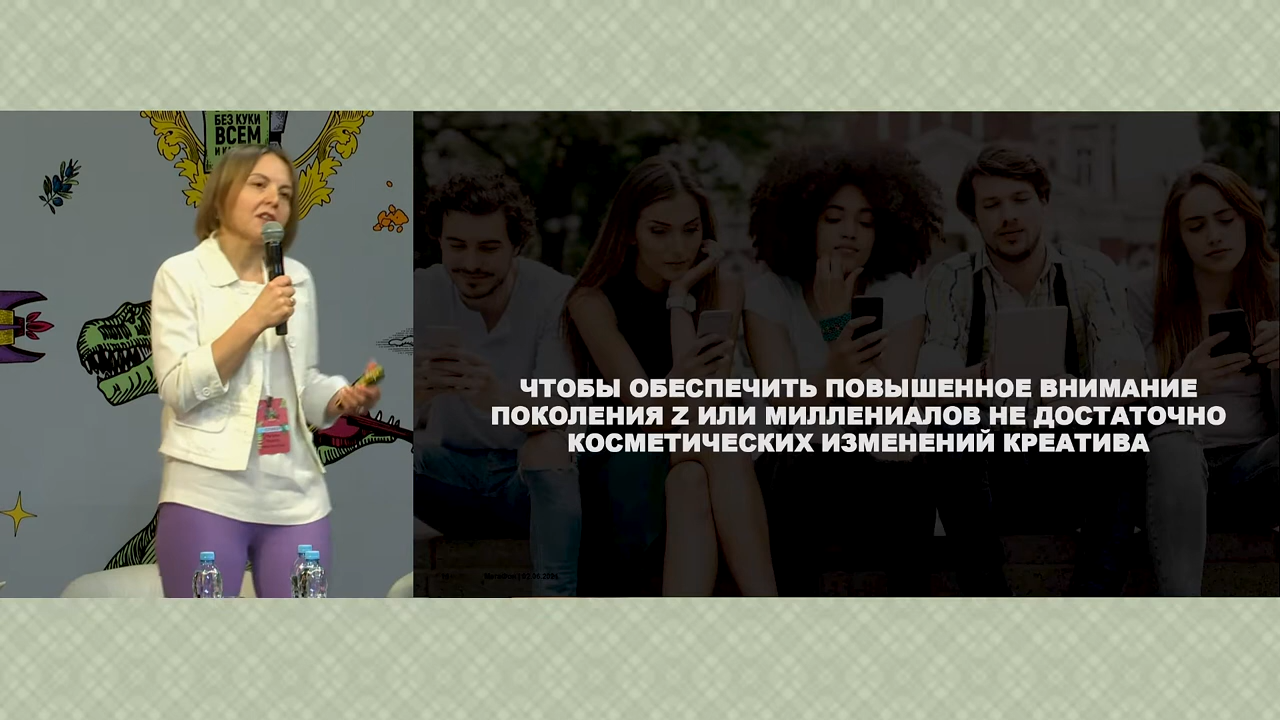 БЕЗ КУКИ
ВСЕМ
ЧТОБЫ ОБЕСПЕЧИТЬ ПОВЫШЕННОЕ ВНИМАНИЕ
ПОКОЛЕНИЯ Z ИЛИ МИЛЛЕНИАЛОВ НЕ ДОСТАТОЧНО
КОСМЕТИЧЕСКИХ ИЗМЕНЕНИЙ КРЕАТИВА